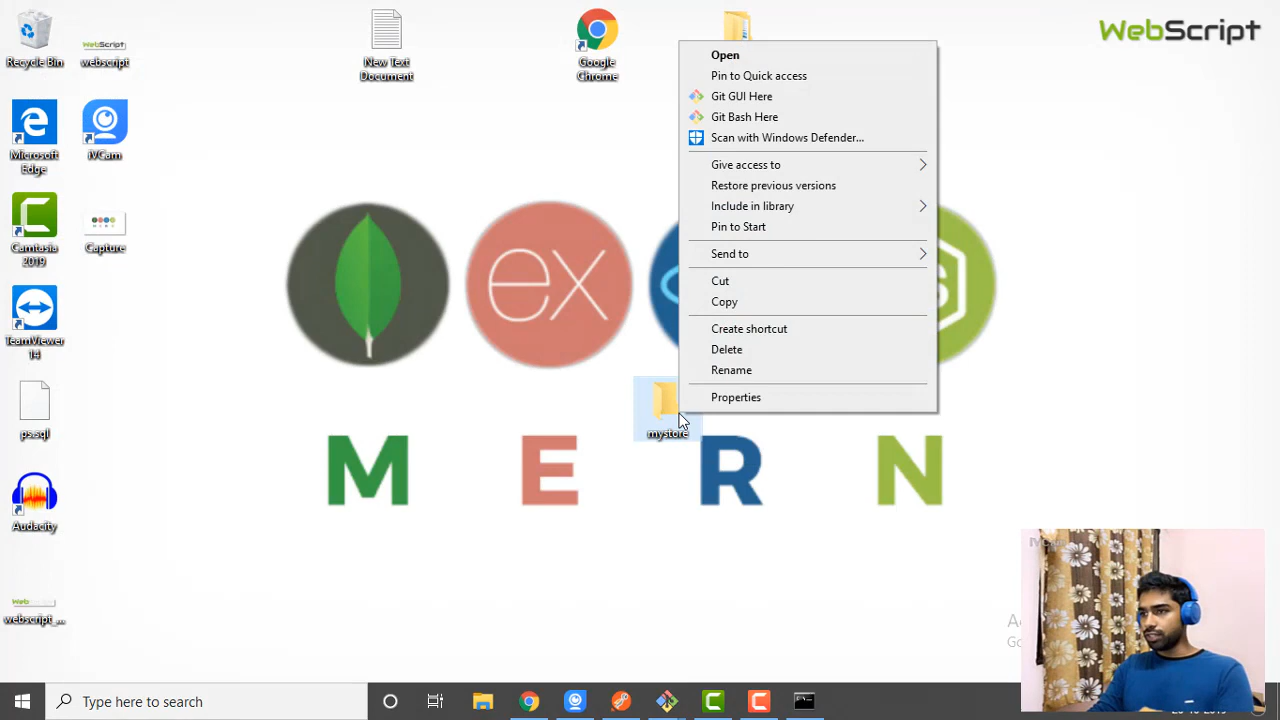 WebScript
Recycle Bin
webscript
New Text
Document
Google
Chrome
Microsoft
Edge
iVCam
Camtasia
2019
Capture
TeamViewer
14
ps.sql
Audacity
webscript_...
Open
Pin to Quick access
Git GUI Here
Git Bash Here
Scan with Windows Defender...
Give access to
Restore previous versions
Include in library
Pin to Start
Send to
Cut
Copy
Create shortcut
Delete
Rename
Properties
mystore
ex
M E R N
Type here to search